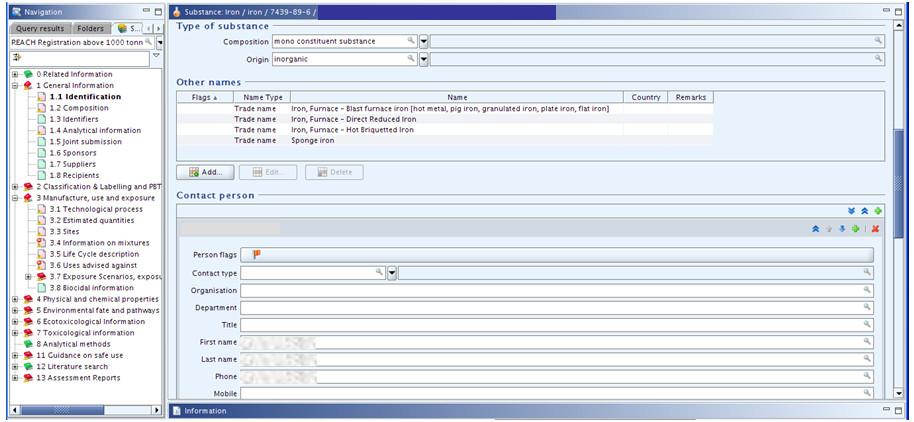 Navigation
Query results
Folders
S...
REACH Registration above 1000 tonn
0 Related Information
1 General Information
1.1 Identification
1.2 Composition
1.3 Identifiers
1.4 Analytical information
1.5 Joint submission
1.6 Sponsors
1.7 Suppliers
1.8 Recipients
2 Classification & Labelling and PBT
3 Manufacture, use and exposure
3.1 Technological process
3.2 Estimated quantities
3.3 Sites
3.4 Information on mixtures
3.5 Life Cycle description
3.6 Uses advised against
3.7 Exposure Scenarios, exposu
3.8 Biocidal information
4 Physical and chemical properties
5 Environmental fate and pathways
6 Ecotoxicological Information
7 Toxicological information
8 Analytical methods
11 Guidance on safe use
12 Literature search
13 Assessment Reports
Substance: Iron / iron / 7439-89-6 /
Type of substance
Composition mono constituent substance
Origin inorganic
Other names
Flags Name Type Name Country Remarks
Trade name Iron, Furnace - Blast furnace iron [hot metal, pig iron, granulated iron, plate iron, flat iron]
Trade name Iron, Furnace - Direct Reduced Iron
Trade name Iron, Furnace - Hot Briquetted Iron
Trade name Sponge iron
Add... Edit... Delete
Contact person
Person flags
Contact type
Organisation
Department
Title
First name
Last name
Phone
Mobile
Information